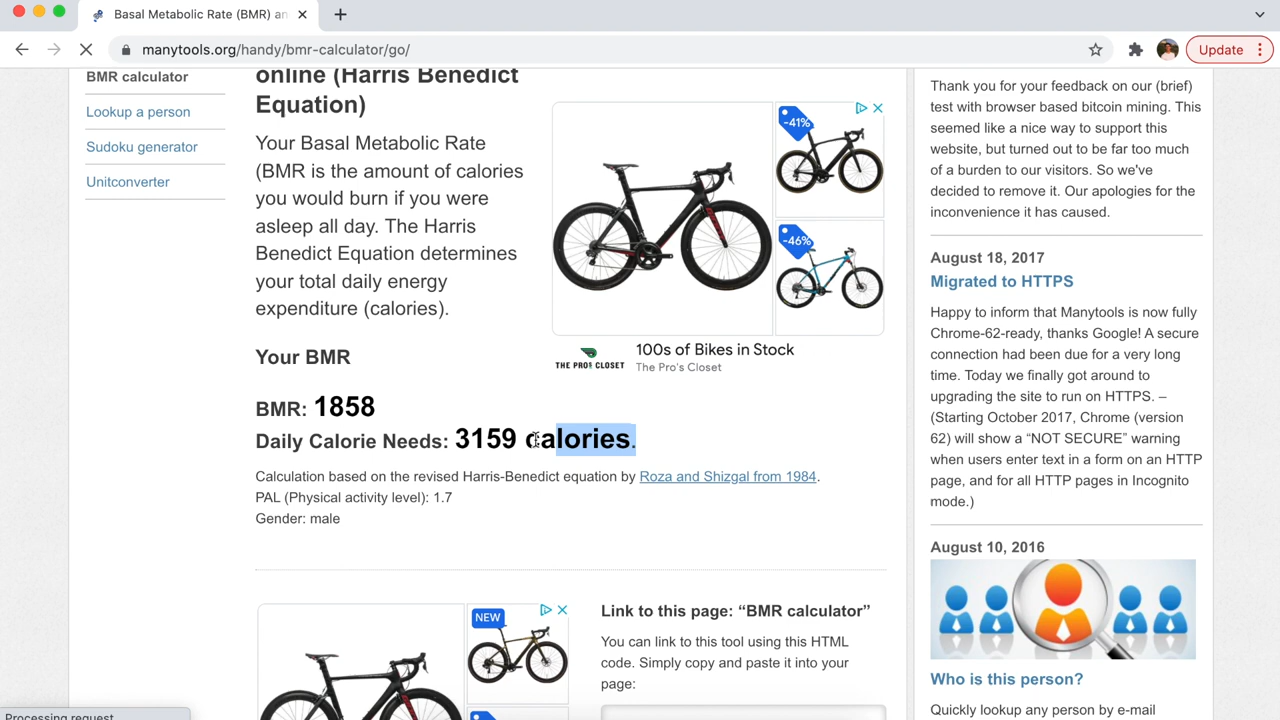 Basal Metabolic Rate (BMR) an
manytools.org/handy/bmr-calculator/go/
Update
BMR calculator
Lookup a person
Sudoku generator
Unitconverter
online (Harris Benedict
Equation)
Your Basal Metabolic Rate
(BMR is the amount of calories
you would burn if you were
asleep all day. The Harris
Benedict Equation determines
your total daily energy
expenditure (calories).
-41%
-46%
THE PRO'S CLOSET
100s of Bikes in Stock
The Pro's Closet
Your BMR
BMR: 1858
Daily Calorie Needs: 3159 calories.
Calculation based on the revised Harris-Benedict equation by Roza and Shizgal from 1984.
PAL (Physical activity level): 1.7
Gender: male
NEW
Link to this page: “BMR calculator”
You can link to this tool using this HTML
code. Simply copy and paste it into your
page:
Thank you for your feedback on our (brief)
test with browser based bitcoin mining. This
seemed like a nice way to support this
website, but turned out to be far too much
of a burden to our visitors. So we've
decided to remove it. Our apologies for the
inconvenience it has caused.
August 18, 2017
Migrated to HTTPS
Happy to inform that Manytools is now fully
Chrome-62-ready, thanks Google! A secure
connection had been due for a very long
time. Today we finally got around to
upgrading the site to run on HTTPS. –
(Starting October 2017, Chrome (version
62) will show a “NOT SECURE” warning
when users enter text in a form on an HTTP
page, and for all HTTP pages in Incognito
mode.)
August 10, 2016
Who is this person?
Quickly lookup any person by e-mail
Processing request